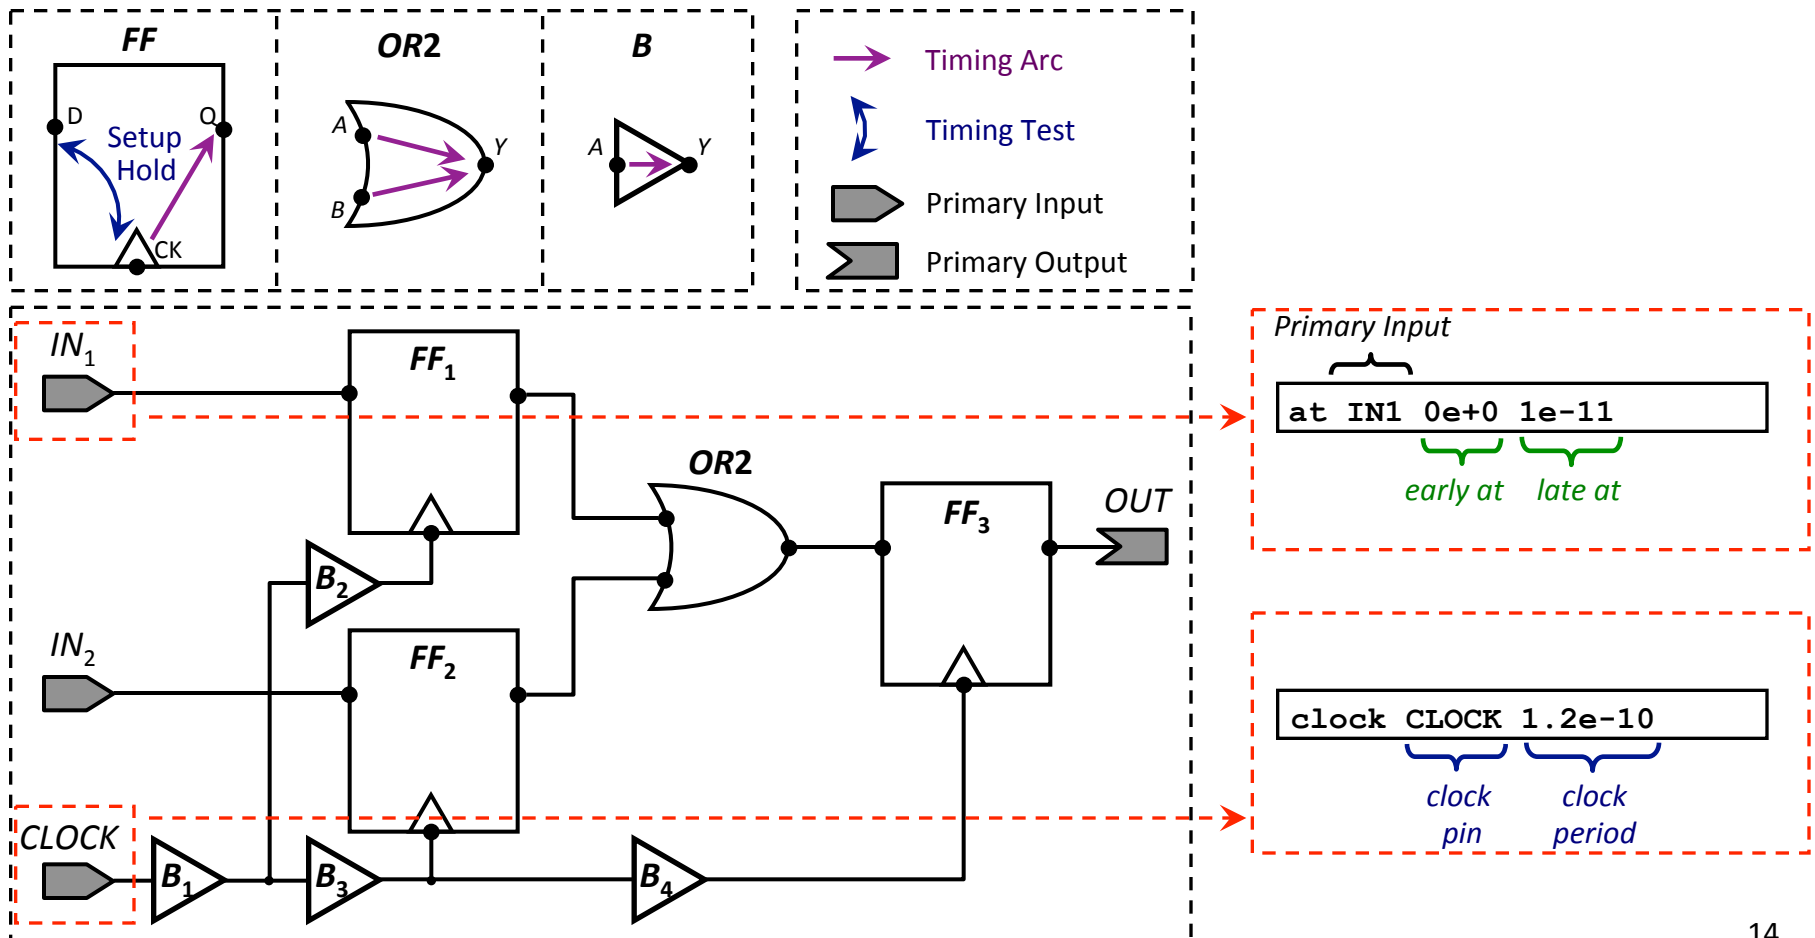 FF
OR2
B
D
Q
Setup
Hold
CK
A
B
Y
A
Y
Timing Arc
Timing Test
Primary Input
Primary Output
IN1
FF1
OR2
FF3
OUT
B2
IN2
FF2
CLOCK
B1
B3
B4
Primary Input
at IN1 0e+0 1e-11
early at
late at
clock CLOCK 1.2e-10
clock
pin
clock
period
14